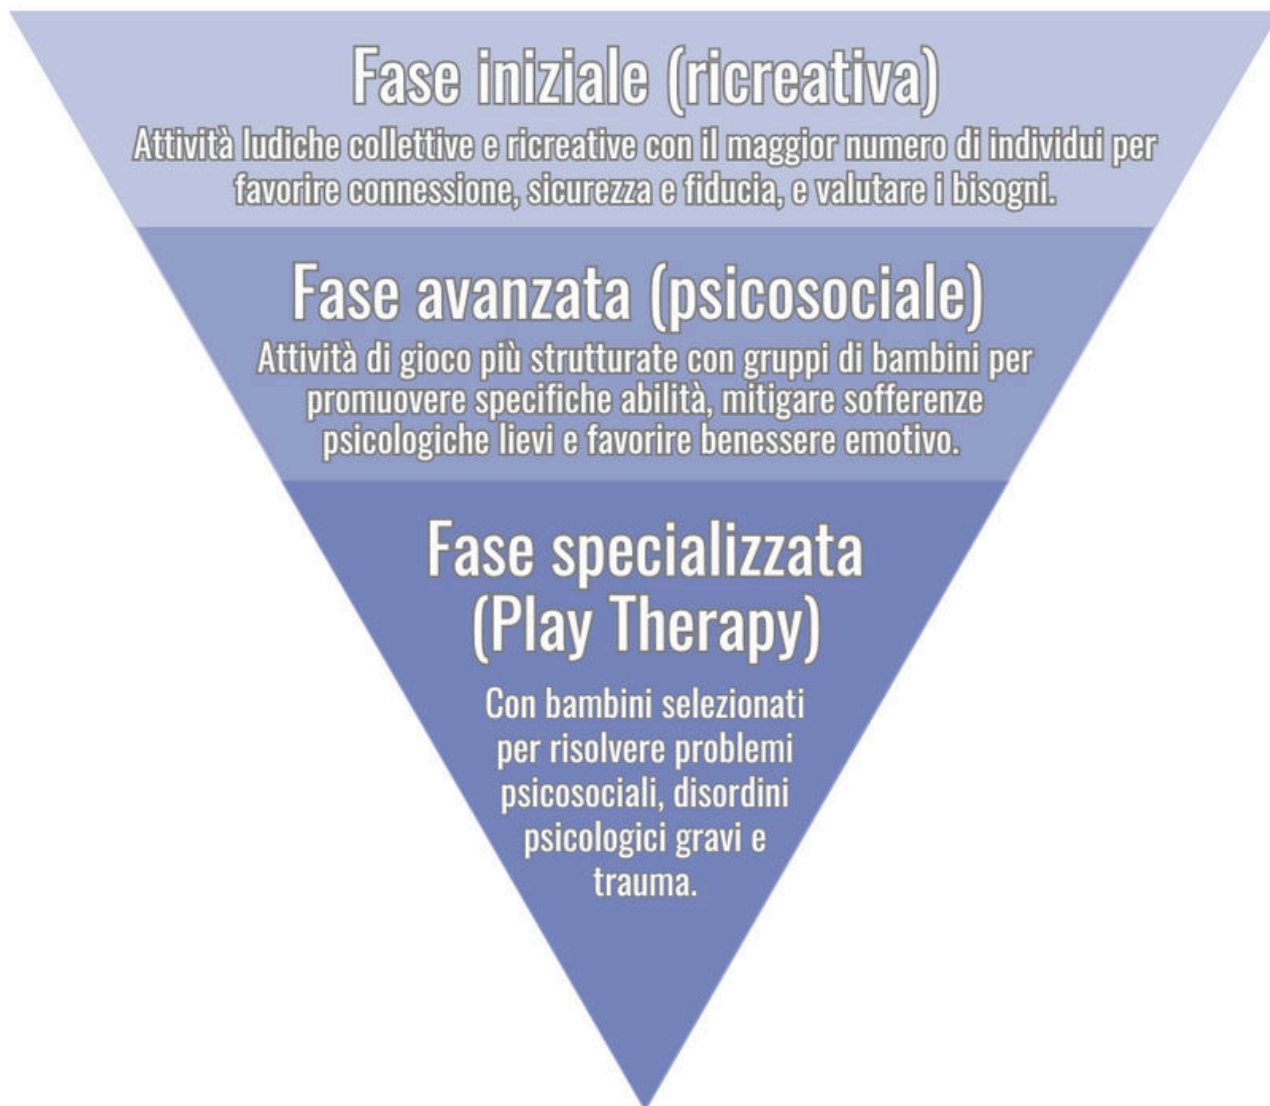 Fase iniziale (ricreativa)
Attività ludiche collettive e ricreative con il maggior numero di individui per
favorire connessione, sicurezza e fiducia, e valutare i bisogni.
Fase avanzata (psicosociale)
Attività di gioco più strutturate con gruppi di bambini per
promuovere specifiche abilità, mitigare sofferenze
psicologiche lievi e favorire benessere emotivo.
Fase specializzata
(Play Therapy)
Con bambini selezionati
per risolvere problemi
psicosociali, disordini
psicologici gravi e
trauma.